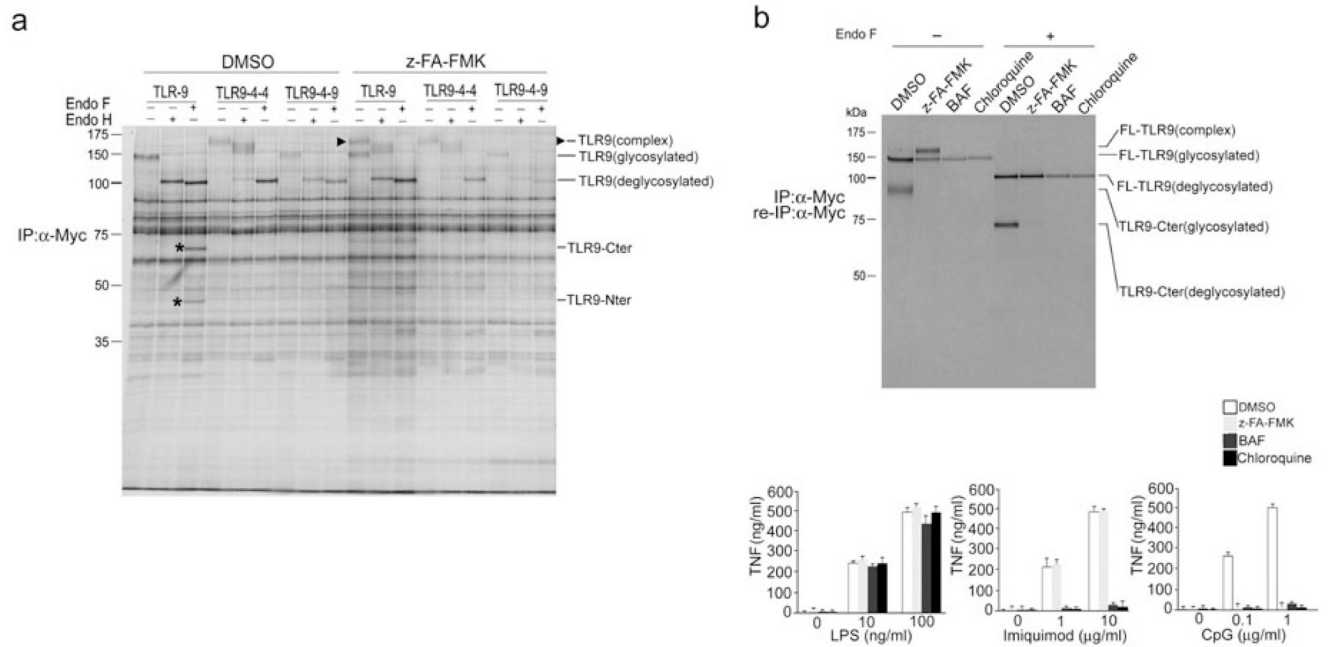 a
DMSO
z-FA-FMK
TLR-9
TLR9-4-4
TLR9-4-9
TLR-9
TLR9-4-4
TLR9-4-9
Endo F – – + – – + – – + – – + – – + – – +
Endo H – + – – + – – + – – + – – + – – + –
175
150
100
75
50
35
IP:α-Myc
TLR9(complex)
TLR9(glycosylated)
TLR9(deglycosylated)
* TLR9-Cter
* TLR9-Nter
b
Endo F – +
DMSO
z-FA-FMK
BAF
Chloroquine
DMSO
z-FA-FMK
BAF
Chloroquine
kDa
175
150
100
75
50
IP:α-Myc
re-IP:α-Myc
FL-TLR9(complex)
FL-TLR9(glycosylated)
FL-TLR9(deglycosylated)
TLR9-Cter(glycosylated)
TLR9-Cter(deglycosylated)
DMSO
z-FA-FMK
BAF
Chloroquine
TNF (ng/ml)
600
500
400
300
200
100
0
0 10 100
LPS (ng/ml)
TNF (ng/ml)
600
500
400
300
200
100
0
0 1 10
Imiquimod (μg/ml)
TNF (ng/ml)
600
500
400
300
200
100
0
0 0.1 1
CpG (μg/ml)